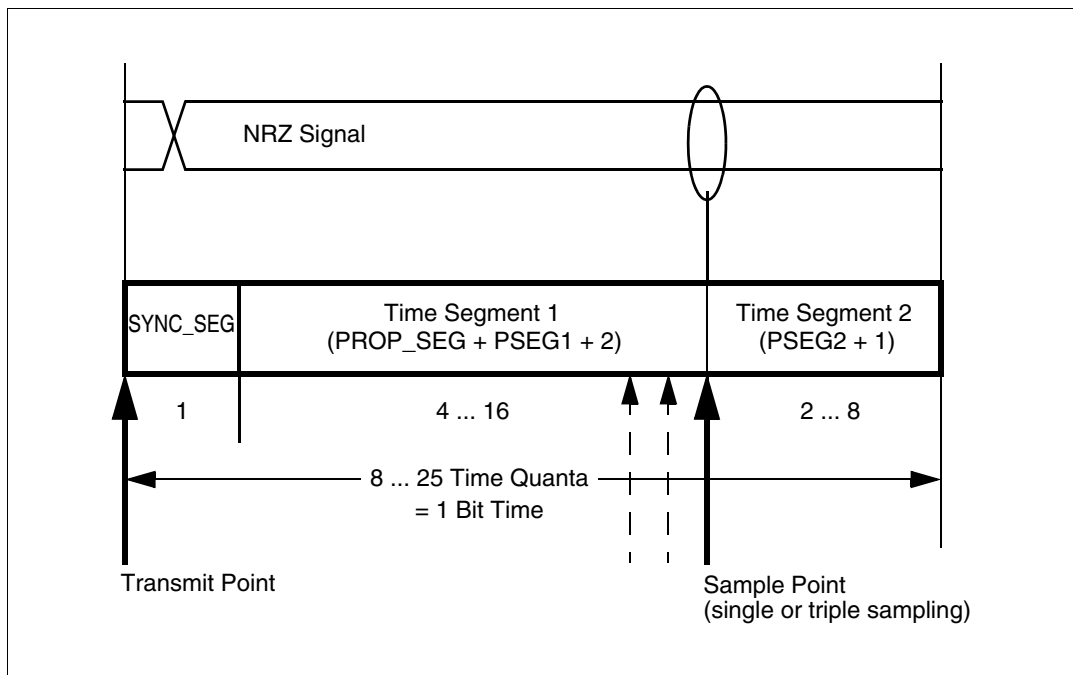 NRZ Signal
SYNC_SEG
Time Segment 1
(PROP_SEG + PSEG1 + 2)
Time Segment 2
(PSEG2 + 1)
1
4 ... 16
2 ... 8
8 ... 25 Time Quanta
= 1 Bit Time
Transmit Point
Sample Point
(single or triple sampling)